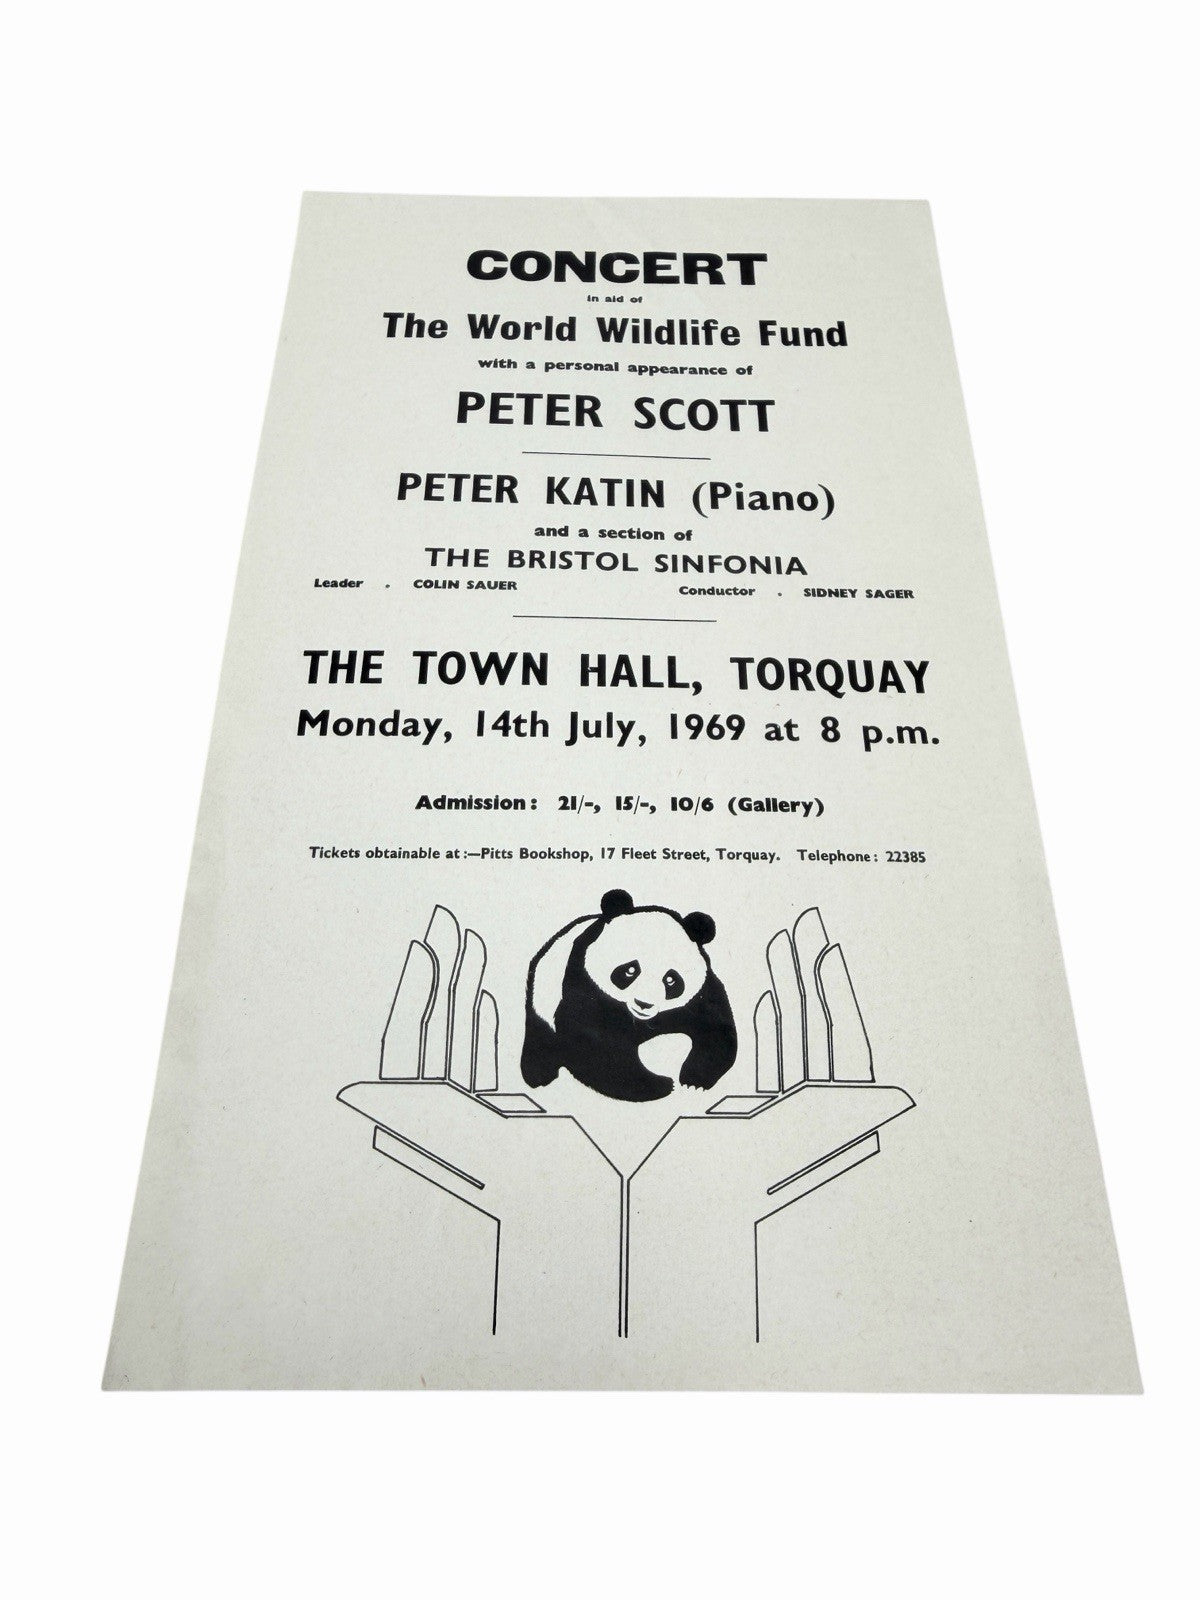 CONCERT
in aid of
The World Wildlife Fund
with a personal appearance of
PETER SCOTT
PETER KATIN (Piano)
and a section of
THE BRISTOL SINFONIA
Leader . COLIN SAUER Conductor . SIDNEY SAGER
THE TOWN HALL, TORQUAY
Monday, 14th July, 1969 at 8 p.m.
Admission: 21/-, 15/-, 10/6 (Gallery)
Tickets obtainable at :—Pitts Bookshop, 17 Fleet Street, Torquay. Telephone: 22385